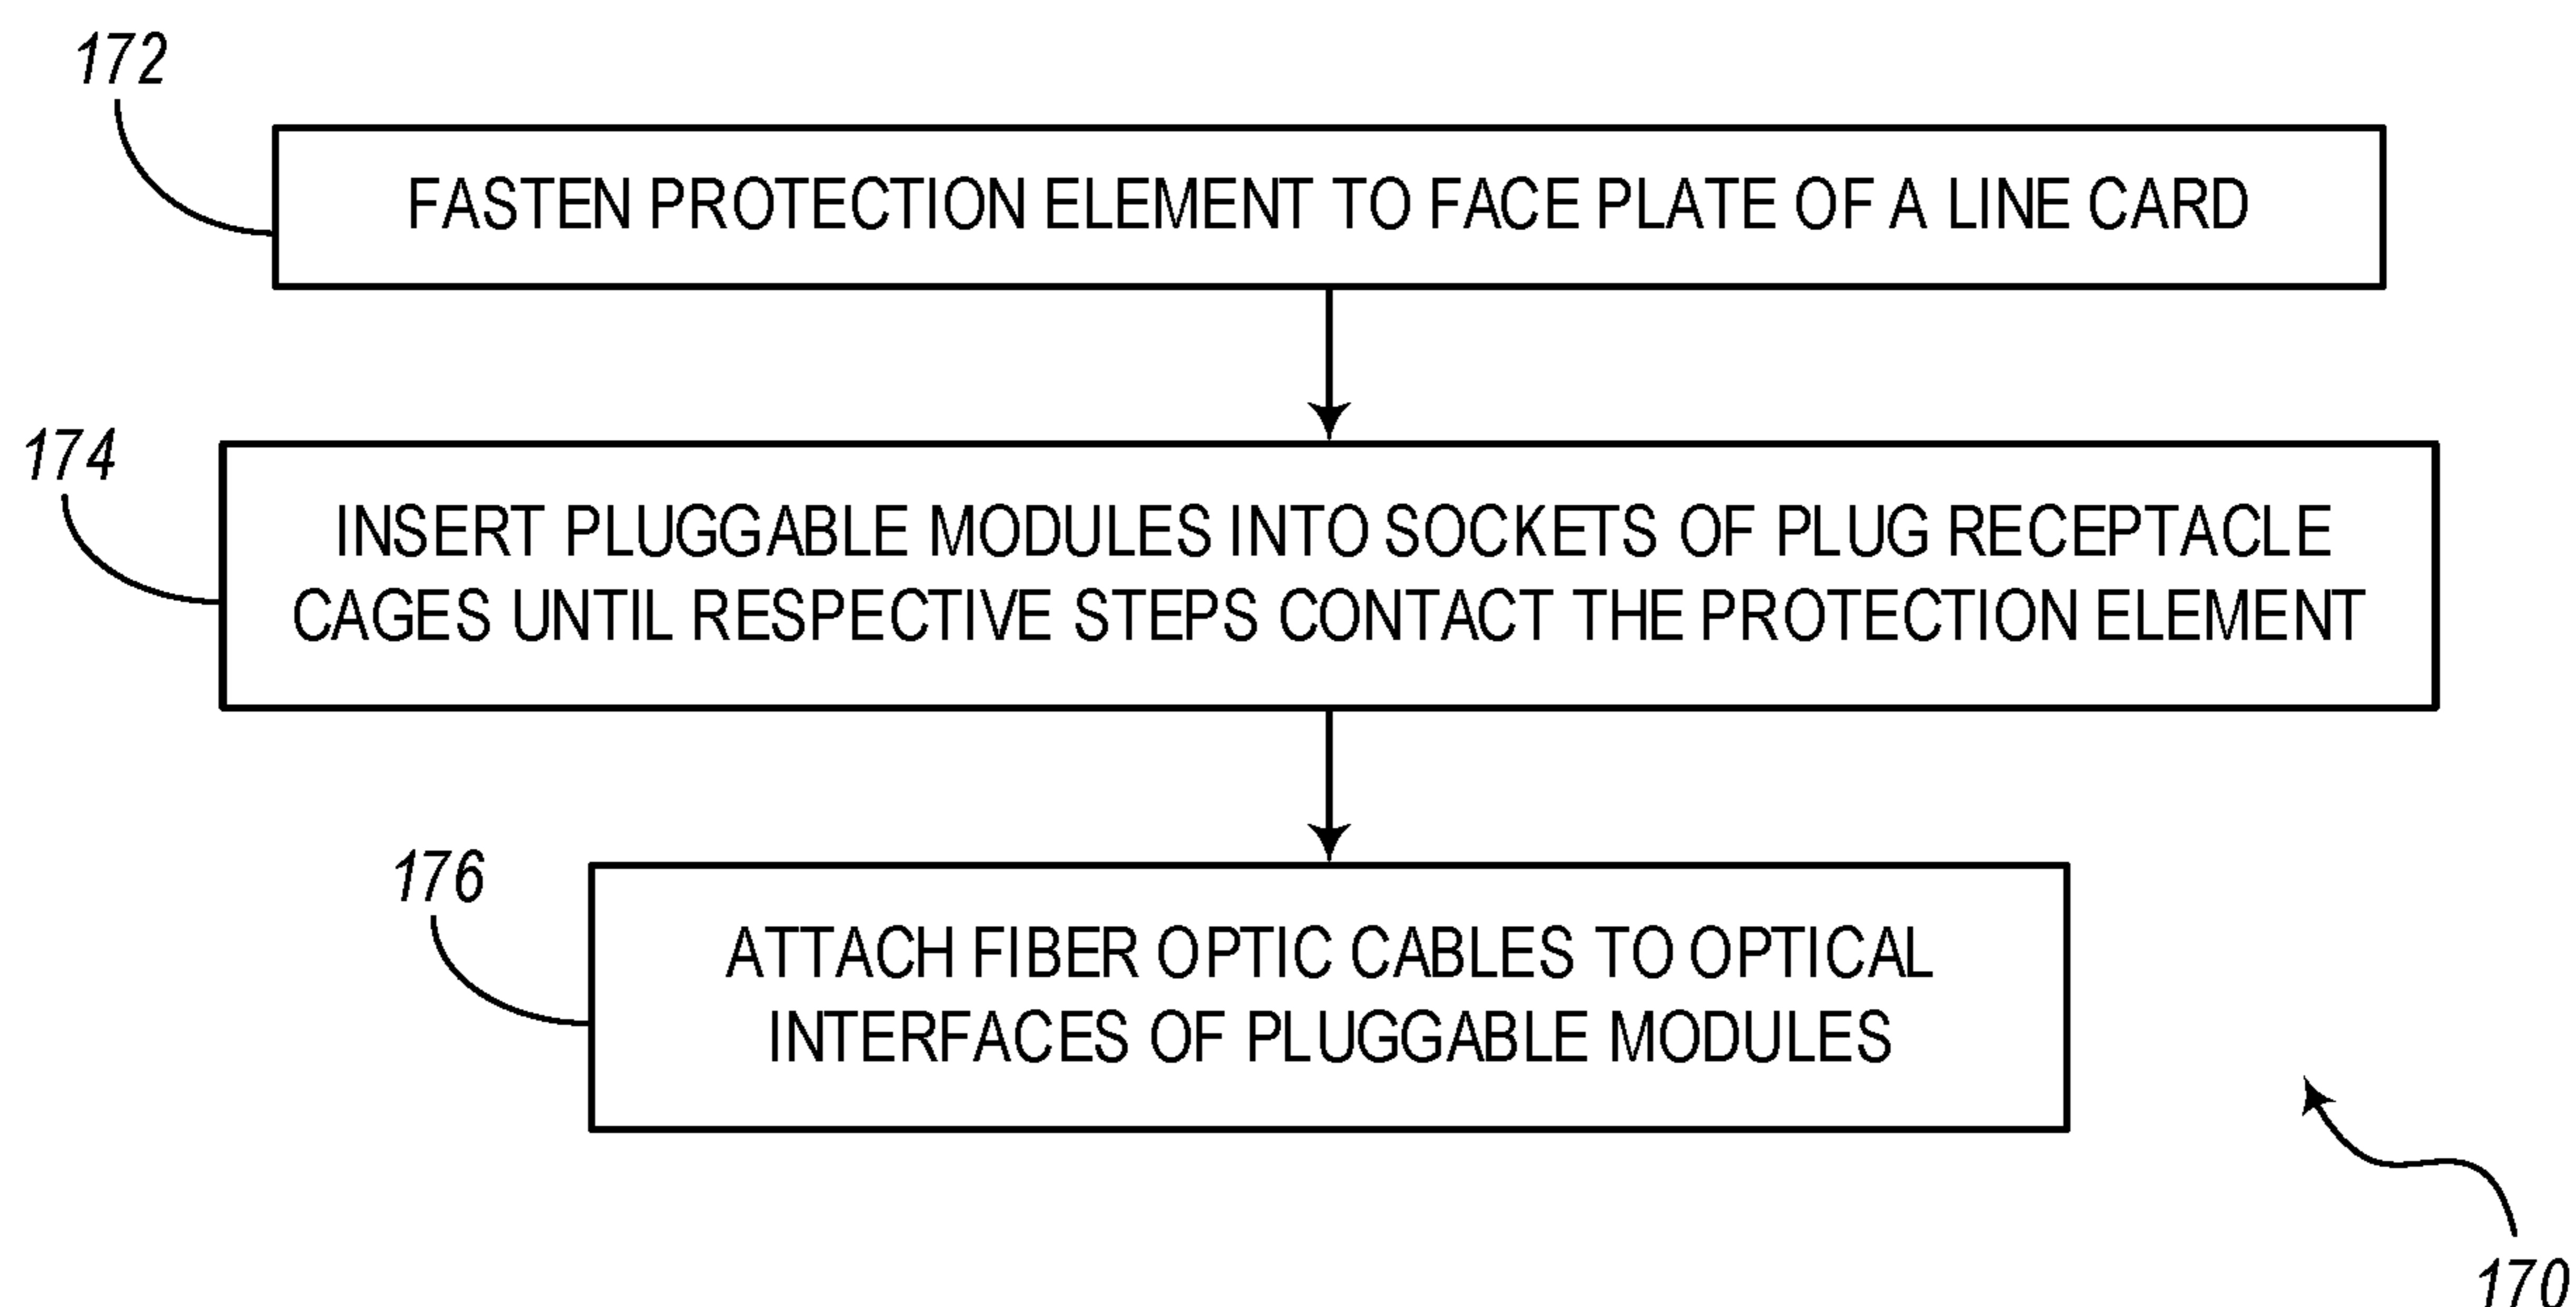 172
FASTEN PROTECTION ELEMENT TO FACE PLATE OF A LINE CARD
174
INSERT PLUGGABLE MODULES INTO SOCKETS OF PLUG RECEPTACLE
CAGES UNTIL RESPECTIVE STEPS CONTACT THE PROTECTION ELEMENT
176
ATTACH FIBER OPTIC CABLES TO OPTICAL
INTERFACES OF PLUGGABLE MODULES
170